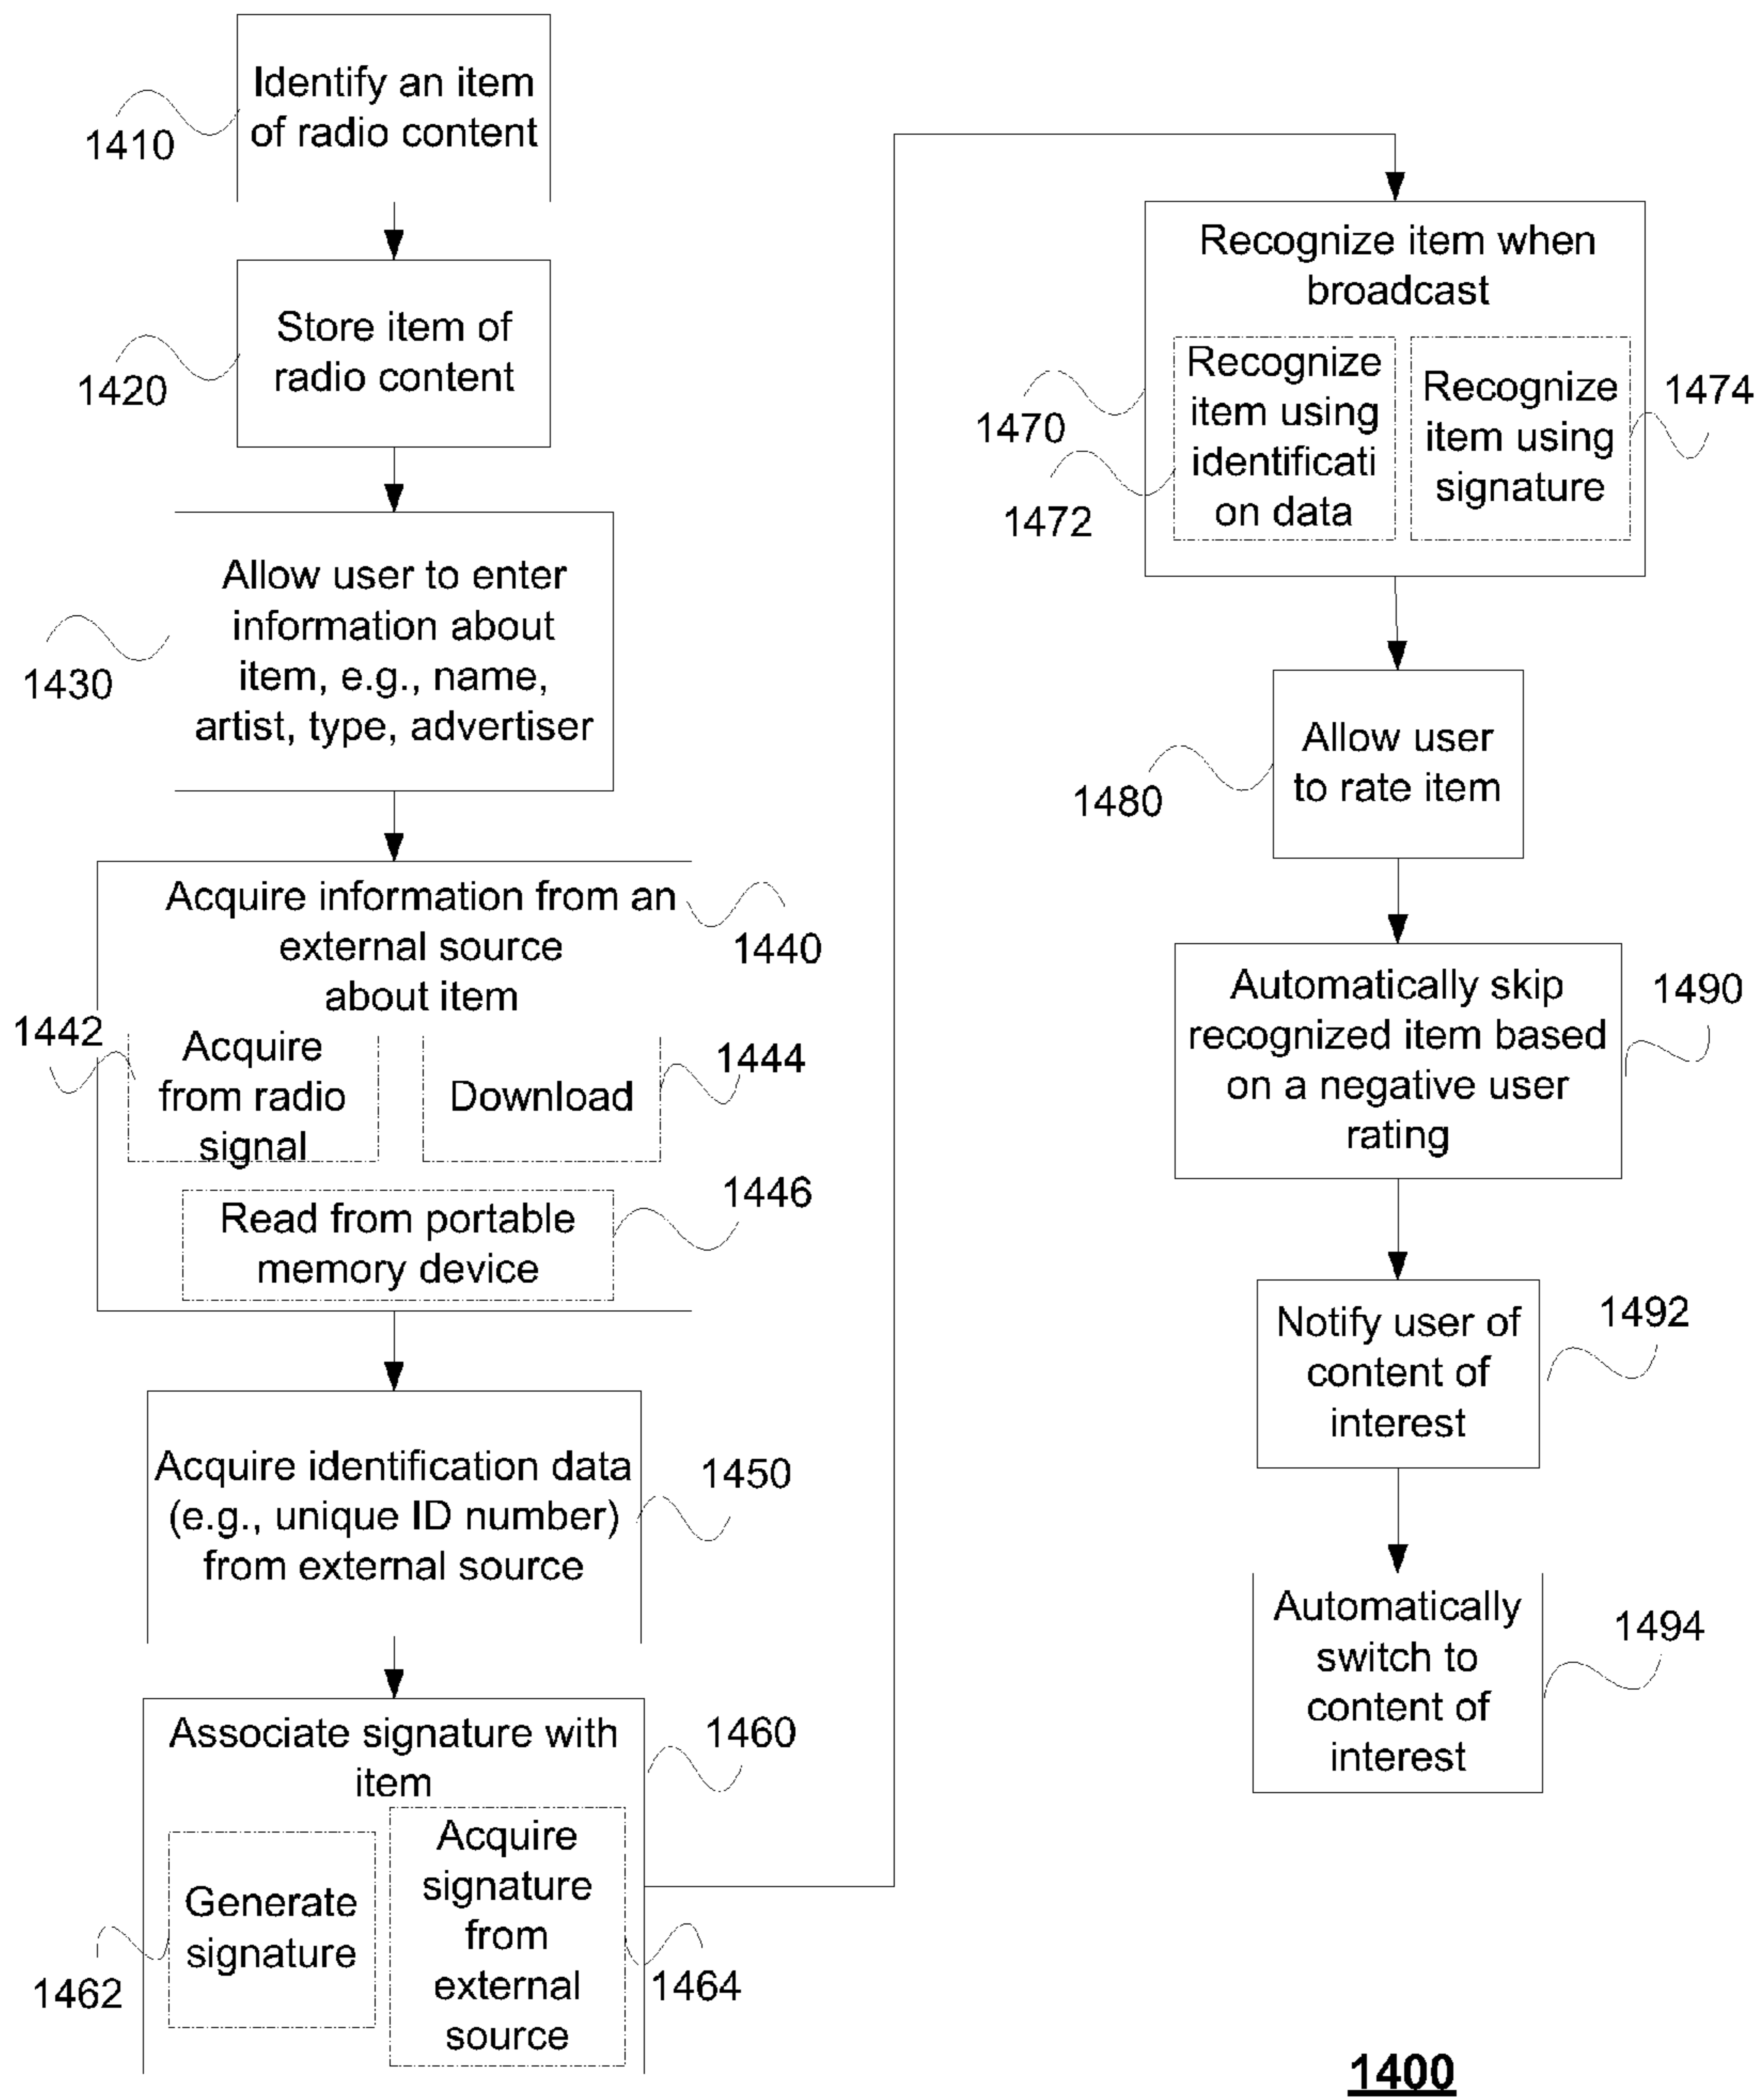 Identify an item
of radio content
1410
Store item of
radio content
1420
Allow user to enter
information about
item, e.g., name,
artist, type, advertiser
1430
Acquire information from an
external source
about item
1440
1442
Acquire
from radio
signal
Download
1444
Read from portable
memory device
1446
Acquire identification data
(e.g., unique ID number)
from external source
1450
Associate signature with
item
1460
Generate
signature
1462
Acquire
signature
from
external
source
1464
Recognize item when
broadcast
1470
Recognize
item using
identificati
on data
1472
Recognize
item using
signature
1474
Allow user
to rate item
1480
Automatically skip
recognized item based
on a negative user
rating
1490
Notify user of
content of
interest
1492
Automatically
switch to
content of
interest
1494
1400